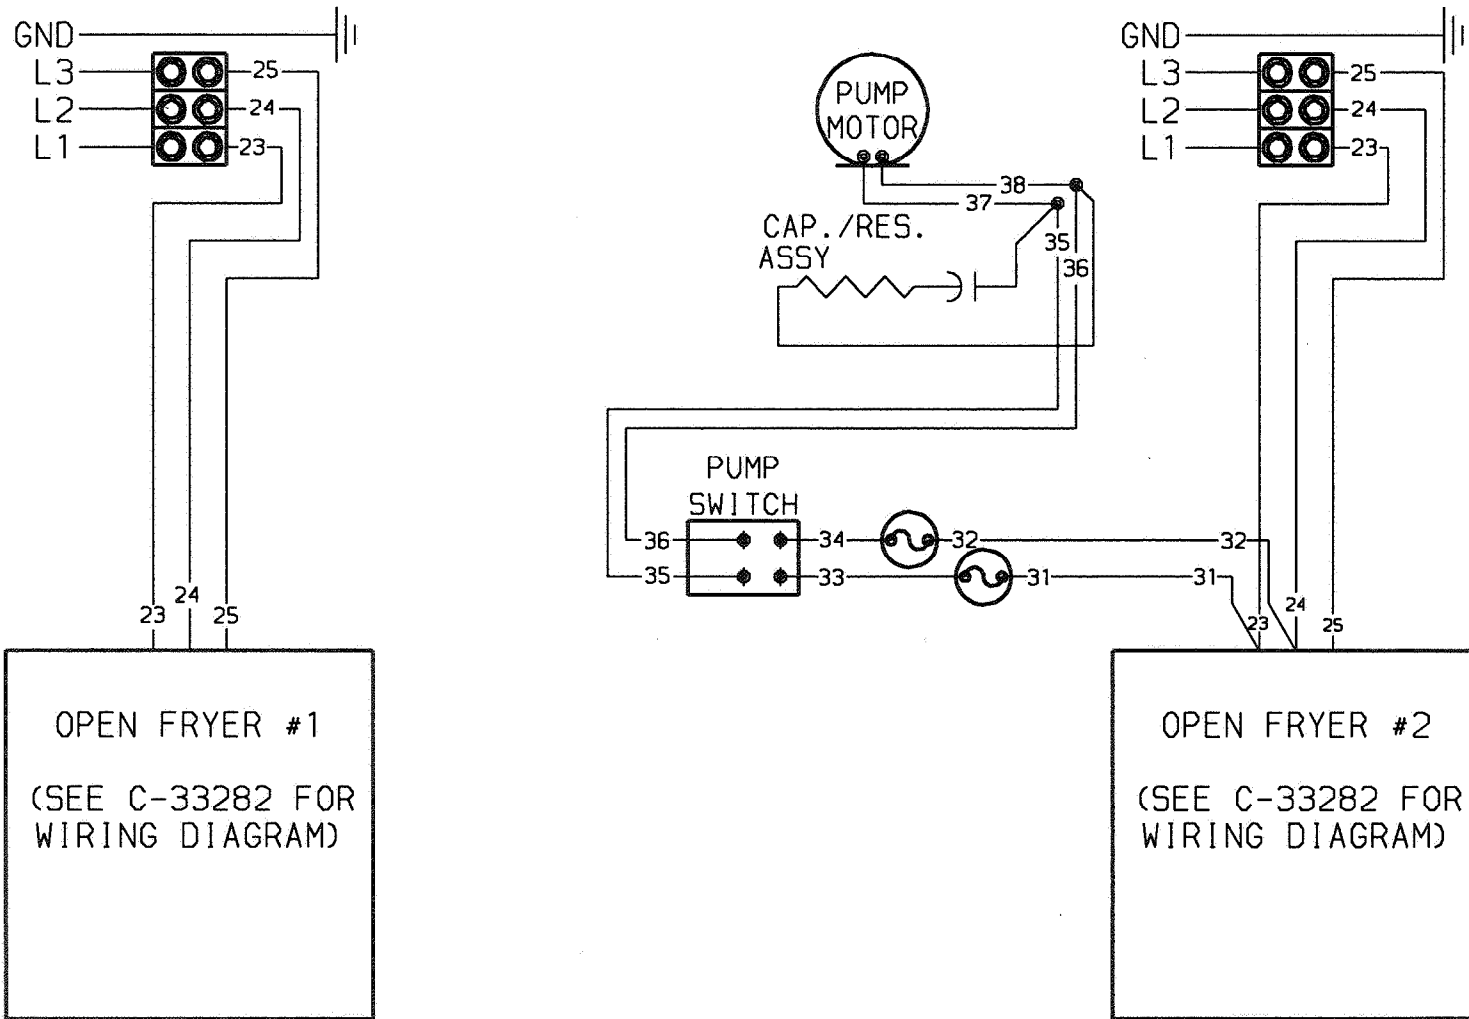 GND
L3
25
L2
24
L1
23
23
24
25
OPEN FRYER #1
(SEE C-33282 FOR
WIRING DIAGRAM)
PUMP
MOTOR
38
37
CAP./RES.
ASSY
35
36
PUMP
SWITCH
36
34
32
32
35
33
31
31
GND
L3
25
L2
24
L1
23
23
24
25
OPEN FRYER #2
(SEE C-33282 FOR
WIRING DIAGRAM)